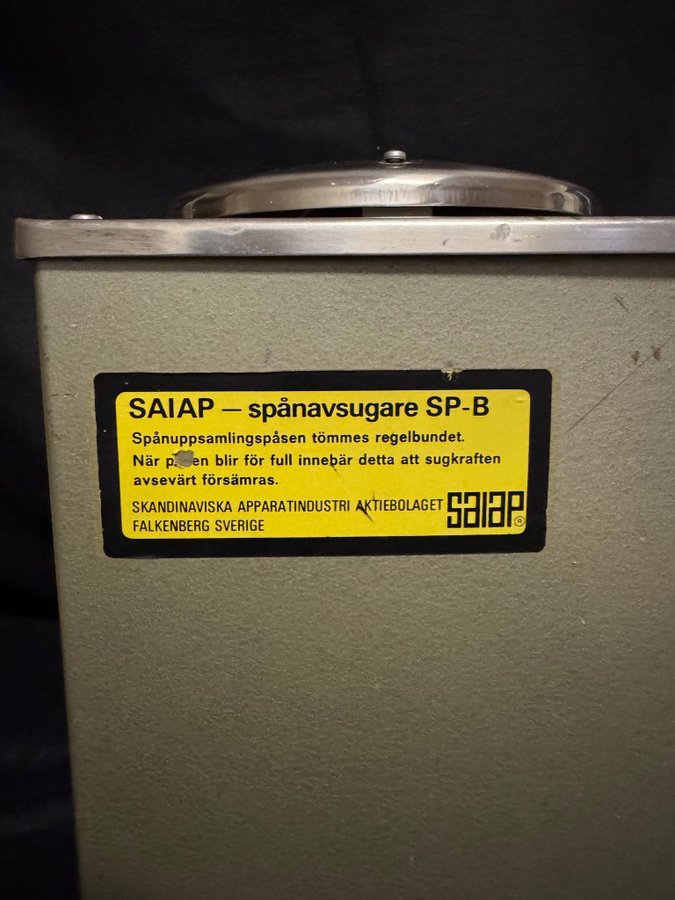 SAIAP – spånavsugare SP-B
Spånuppsamlingspåsen tömmes regelbundet.
När blir för full innebär detta att sugkraften
avsevärt försämras.
SKANDINAVISKA APPARATINDUSTRI AKTIEBOLAGET
FALKENBERG SVERIGE
saiap®